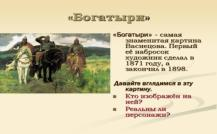 «Богатыри»
«Богатыри» - самая
знаменитая картина
Васнецова. Первый
её набросок
художник сделал в
1871 году, а
закончил в 1898.
Давайте вглядимся в эту
картину.
Кто изображён на
ней?
Реальны ли
персонажи?